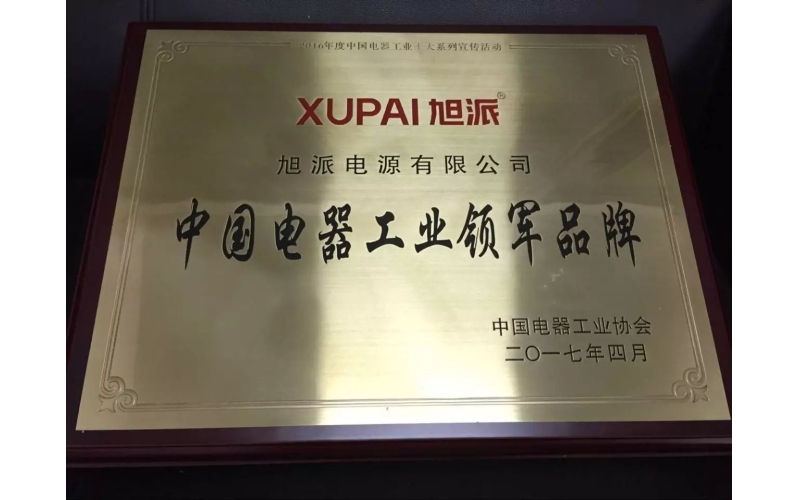 2016年度中国电器工业十大系列宣传活动
XUPAI旭派®
旭派电源有限公司
中国电器工业领军品牌
中国电器工业协会
二〇一七年四月